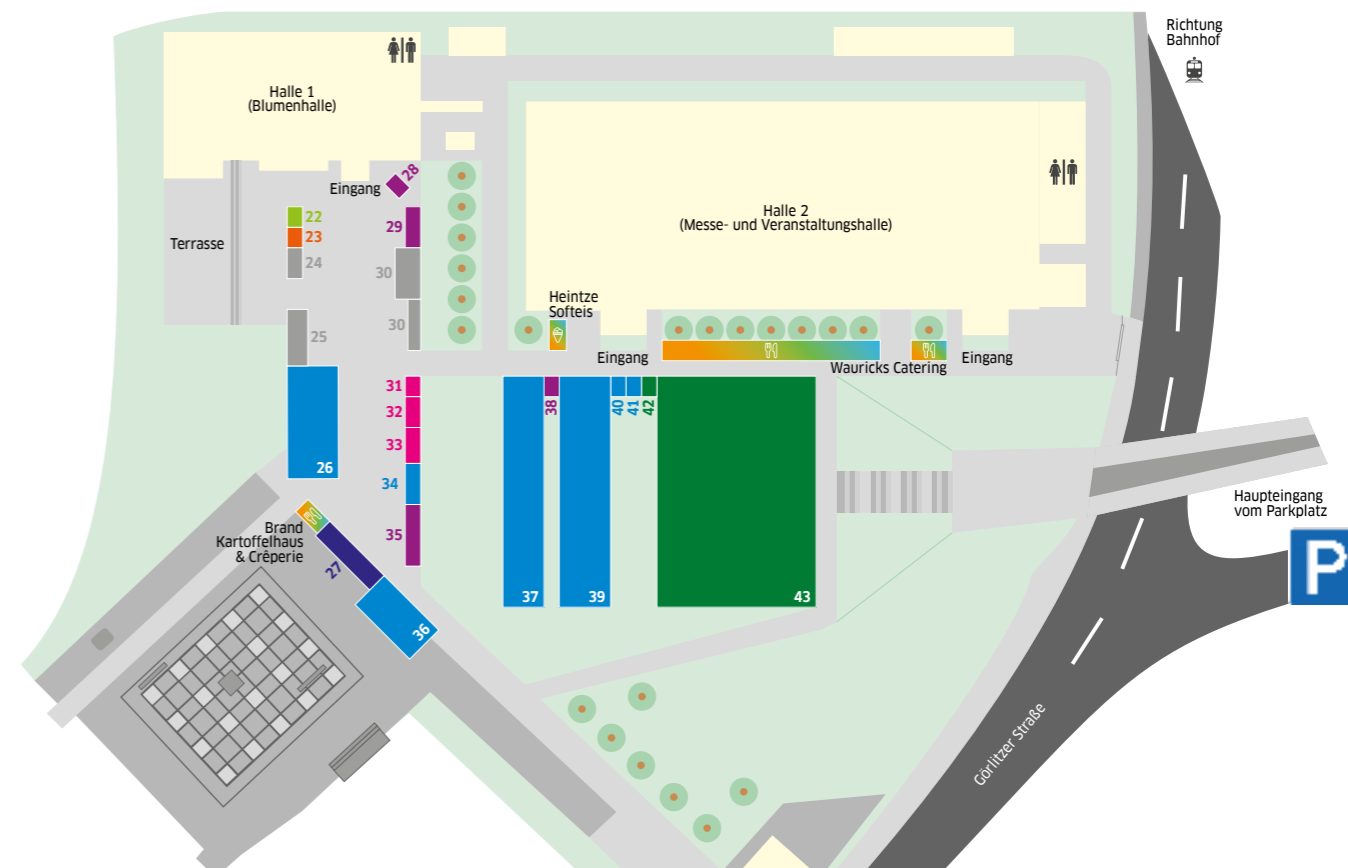 Richtung
Bahnhof
Halle 1
(Blumenhalle)
Eingang
28
Halle 2
(Messe- und Veranstaltungshalle)
Terrasse
22
23
24
29
30
30
25
Heintze
Softeis
Eingang
Wauricks Catering
Eingang
31
32
33
34
35
38
40
41
42
26
Brand
Kartoffelhaus
& Crêperie
27
36
37
39
43
Haupteingang
vom Parkplatz
P
Görlitzer Straße